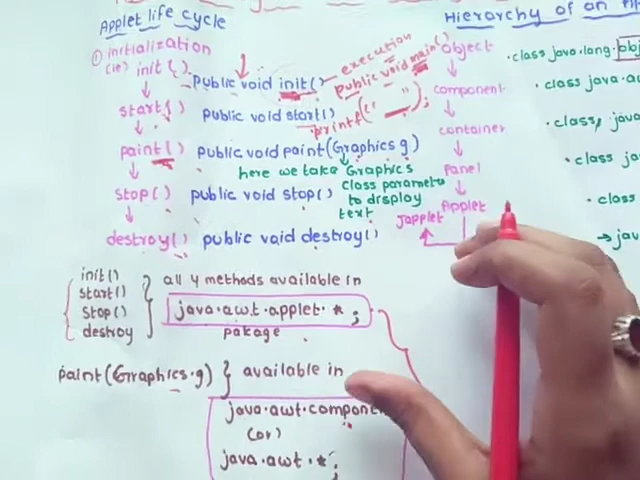 Applet life cycle
① initialization
(ie) init().
↓
start()
↓
paint()
↓
stop()
↓
destroy()
public void init() – execution
public void main()
printf(" ");
public void start()
public void paint(Graphics g)
here we take Graphics
class parameter
to display
text
public void stop()
public void destroy()
Hierarchy of an
object
↓
component
↓
container
↓
Panel
↓
Applet
Japplet
• class java.lang.obj
• class java.a
• class, java
• class ja
• class
→ jav
init()
start()
stop()
destroy
all 4 methods available in
java.awt.applet.*;
pakage
paint(Graphics.g) } available in
java.awt.compone
(or)
java.awt.*;